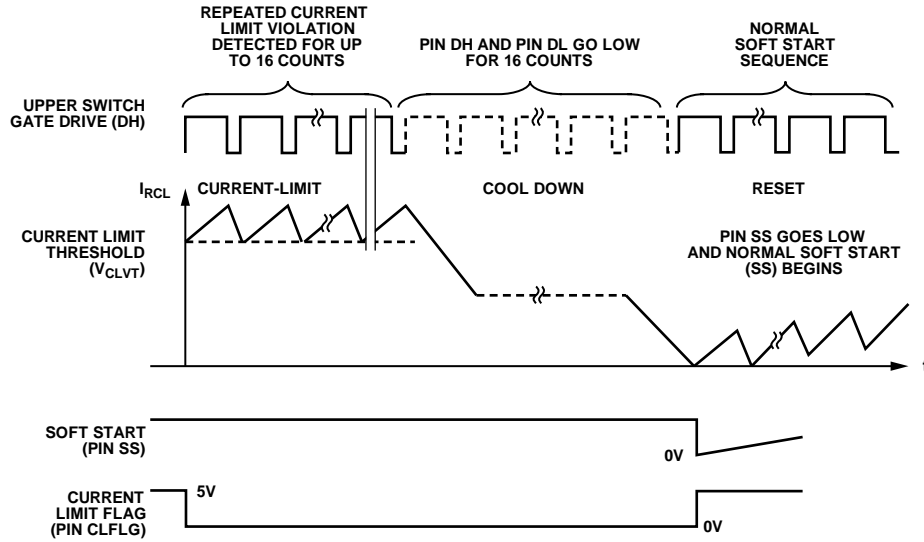 REPEATED CURRENT
LIMIT VIOLATION
DETECTED FOR UP
TO 16 COUNTS
PIN DH AND PIN DL GO LOW
FOR 16 COUNTS
NORMAL
SOFT START
SEQUENCE
UPPER SWITCH
GATE DRIVE (DH)
IRCL
CURRENT-LIMIT
COOL DOWN
RESET
CURRENT LIMIT
THRESHOLD
(VCLVT)
PIN SS GOES LOW
AND NORMAL SOFT START
(SS) BEGINS
t
SOFT START
(PIN SS)
0V
5V
CURRENT
LIMIT FLAG
(PIN CLFLG)
0V